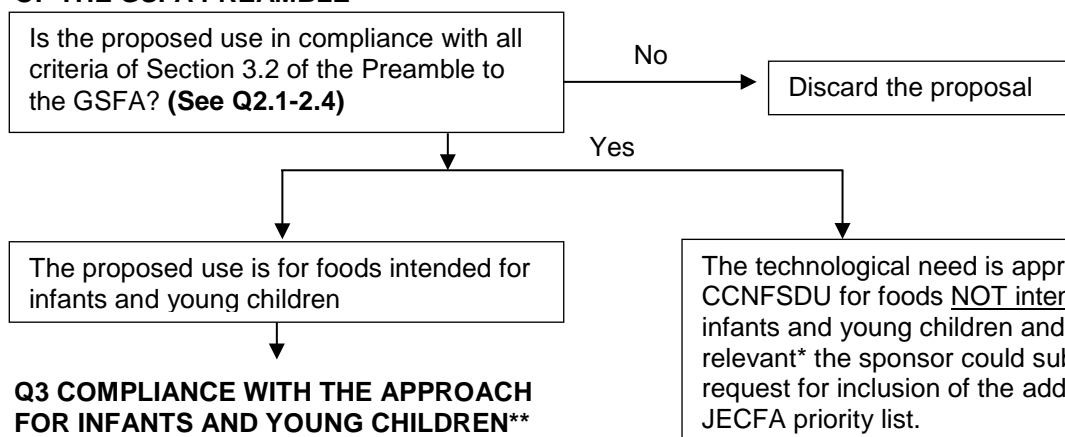 OF THE GSFA PREAMBLE
Is the proposed use in compliance with all
criteria of Section 3.2 of the Preamble to
the GSFA? (See Q2.1-2.4)
No
Discard the proposal
Yes
The proposed use is for foods intended for
infants and young children
The technological need is appr
CCNFSDU for foods NOT
infants and young children and
relevant* the sponsor could sub
request for inclusion of the add
JECFA priority list.
Q3 COMPLIANCE WITH THE APPROACH
FOR INFANTS AND YOUNG CHILDREN**